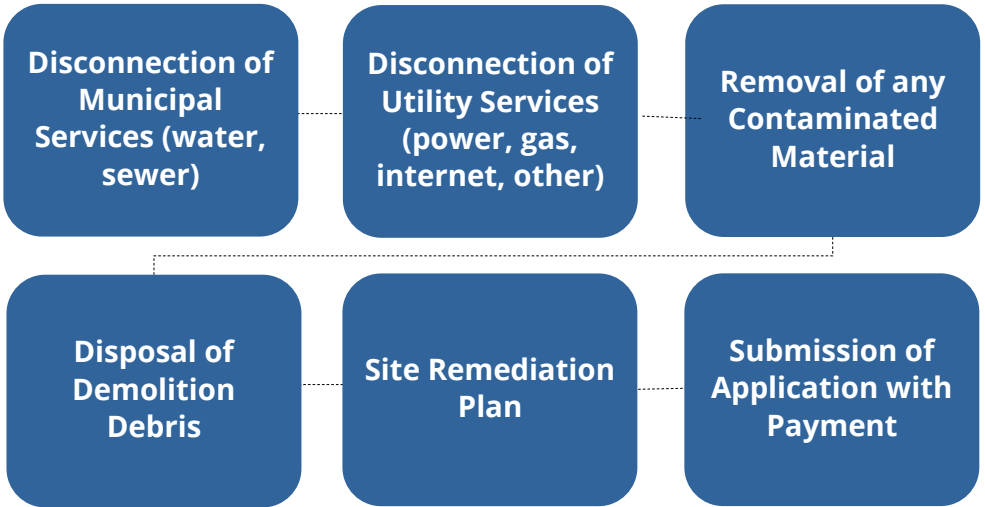 Disconnection of
Municipal
Services (water,
sewer)
Disconnection of
Utility Services
(power, gas,
internet, other)
Removal of any
Contaminated
Material
Disposal of
Demolition
Debris
Site Remediation
Plan
Submission of
Application with
Payment